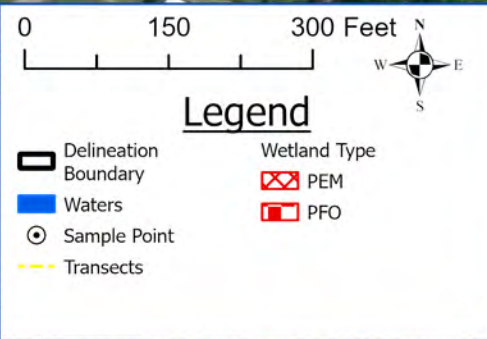 0 150 300 Feet
N
W E
S
Legend
Delineation
Boundary
Waters
Sample Point
Transects
Wetland Type
PEM
PFO